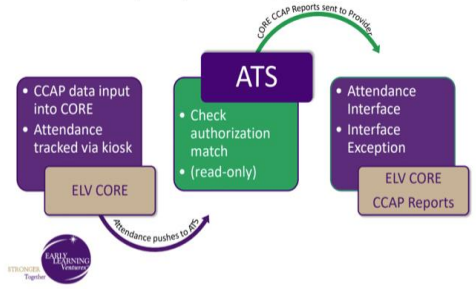 CORE CCAP Reports sent to Provider
ATS
• CCAP data input
into CORE
• Attendance
tracked via kiosk
ELV CORE
• Check
authorization
match
• (read-only)
• Attendance
Interface
• Interface
Exception
ELV CORE
CCAP Reports
Attendance pushes to ATS
EARLY
LEARNING
Ventures
STRONGER
Together